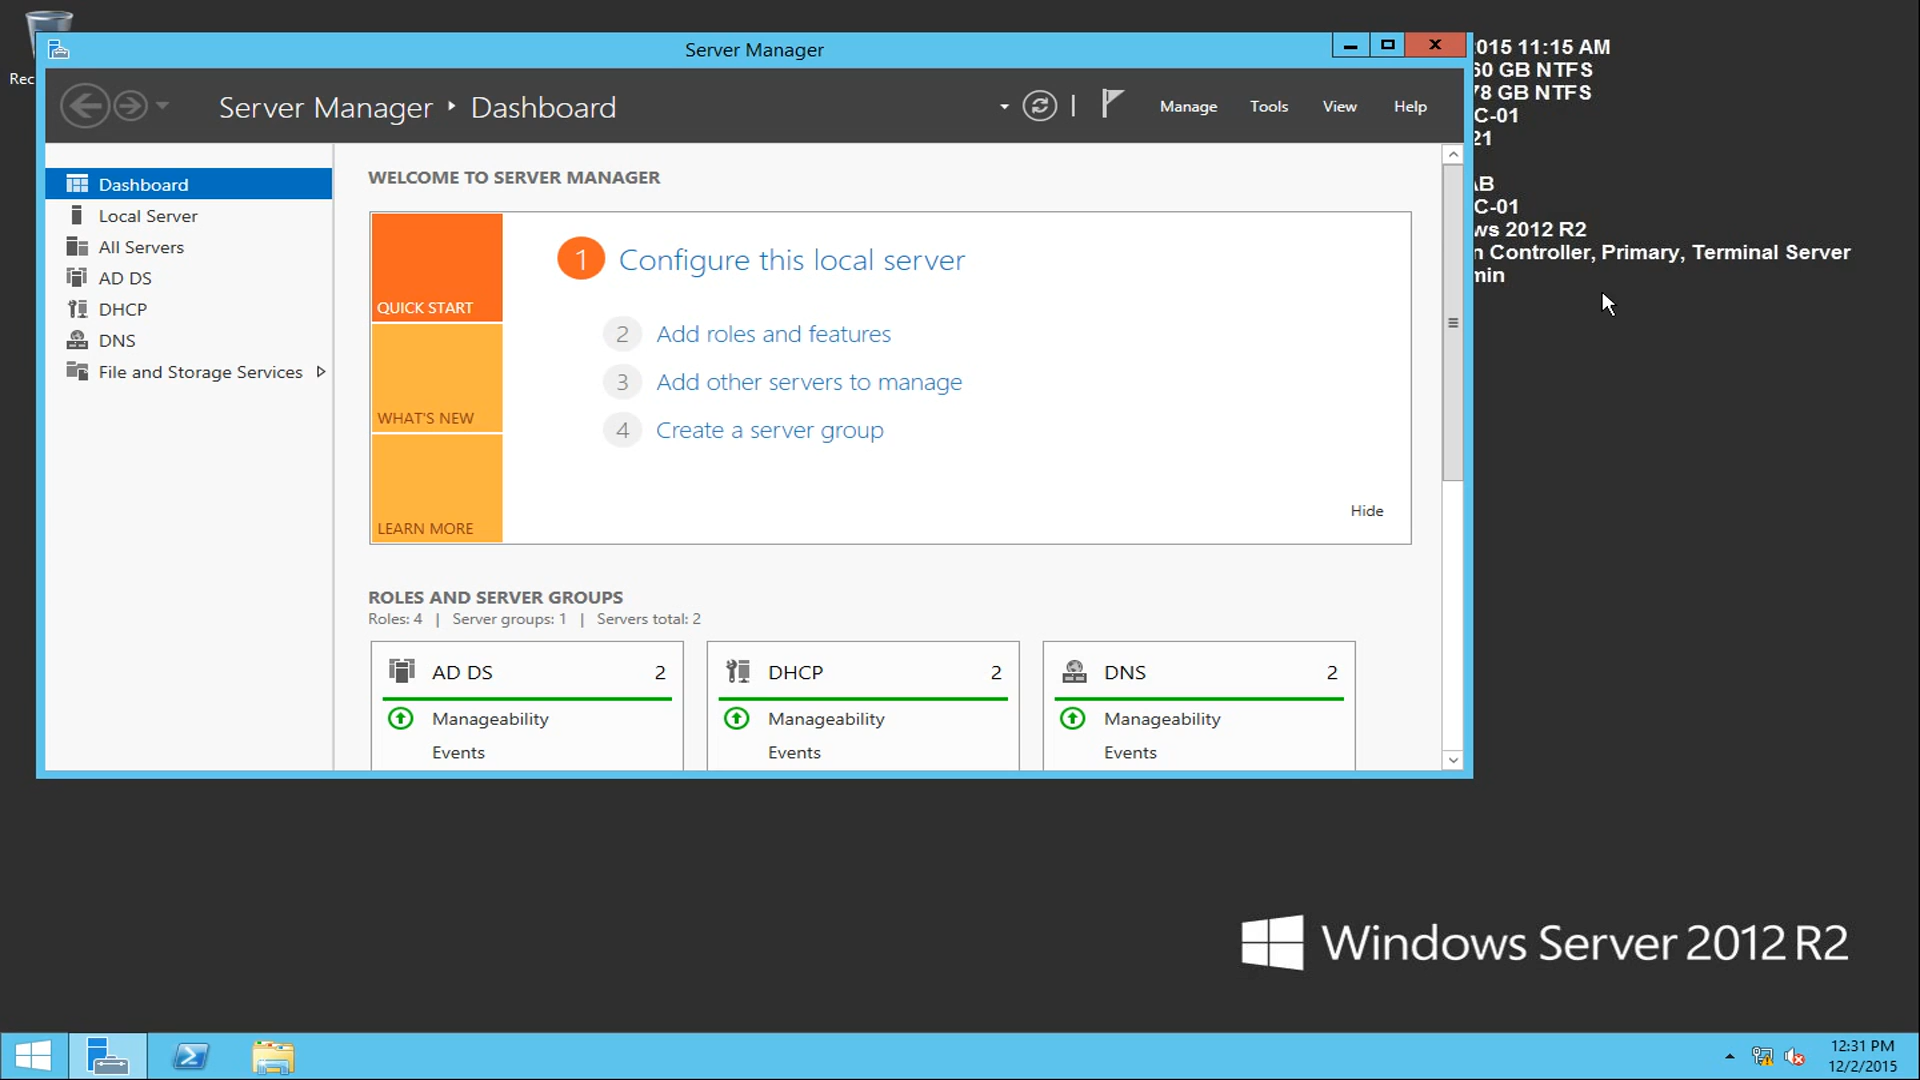 Rec
Server Manager
015 11:15 AM
60 GB NTFS
78 GB NTFS
C-01
21
AB
C-01
ws 2012 R2
n Controller, Primary, Terminal Server
min
Server Manager ‣ Dashboard
Manage
Tools
View
Help
Dashboard
Local Server
All Servers
AD DS
DHCP
DNS
File and Storage Services
WELCOME TO SERVER MANAGER
QUICK START
WHAT'S NEW
LEARN MORE
1 Configure this local server
2 Add roles and features
3 Add other servers to manage
4 Create a server group
Hide
ROLES AND SERVER GROUPS
Roles: 4 | Server groups: 1 | Servers total: 2
AD DS 2
Manageability
Events
DHCP 2
Manageability
Events
DNS 2
Manageability
Events
Windows Server 2012 R2
12:31 PM
12/2/2015